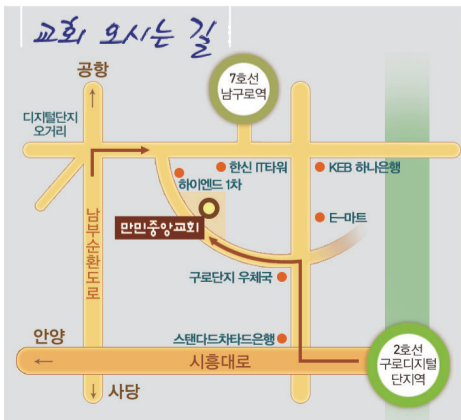 교회 오시는 길
공항
7호선
남구로역
디지털단지
오거리
한신 IT타워
KEB 하나은행
하이엔드 1차
남부순환도로
만민중앙교회
E-마트
구로단지 우체국
스탠다드차타드은행
안양
시흥대로
2호선
구로디지털
단지역
사당